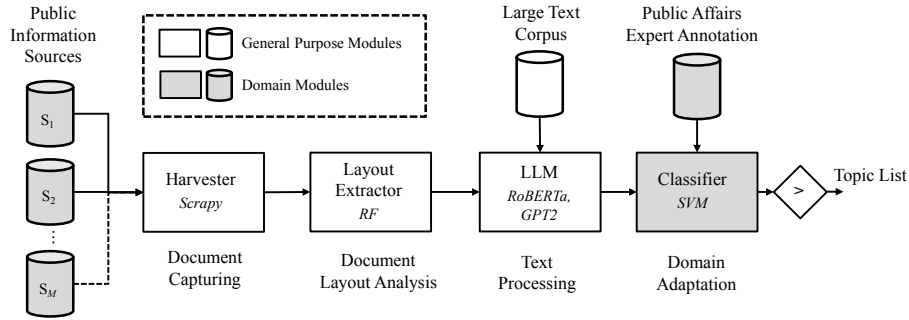 Public
Information
Sources
S1
S2
⋮
SM
General Purpose Modules
Domain Modules
Large Text
Corpus
Public Affairs
Expert Annotation
Harvester
Scrapy
Layout
Extractor
RF
LLM
RoBERTa,
GPT2
Classifier
SVM
>
Topic List
Document
Capturing
Document
Layout Analysis
Text
Processing
Domain
Adaptation